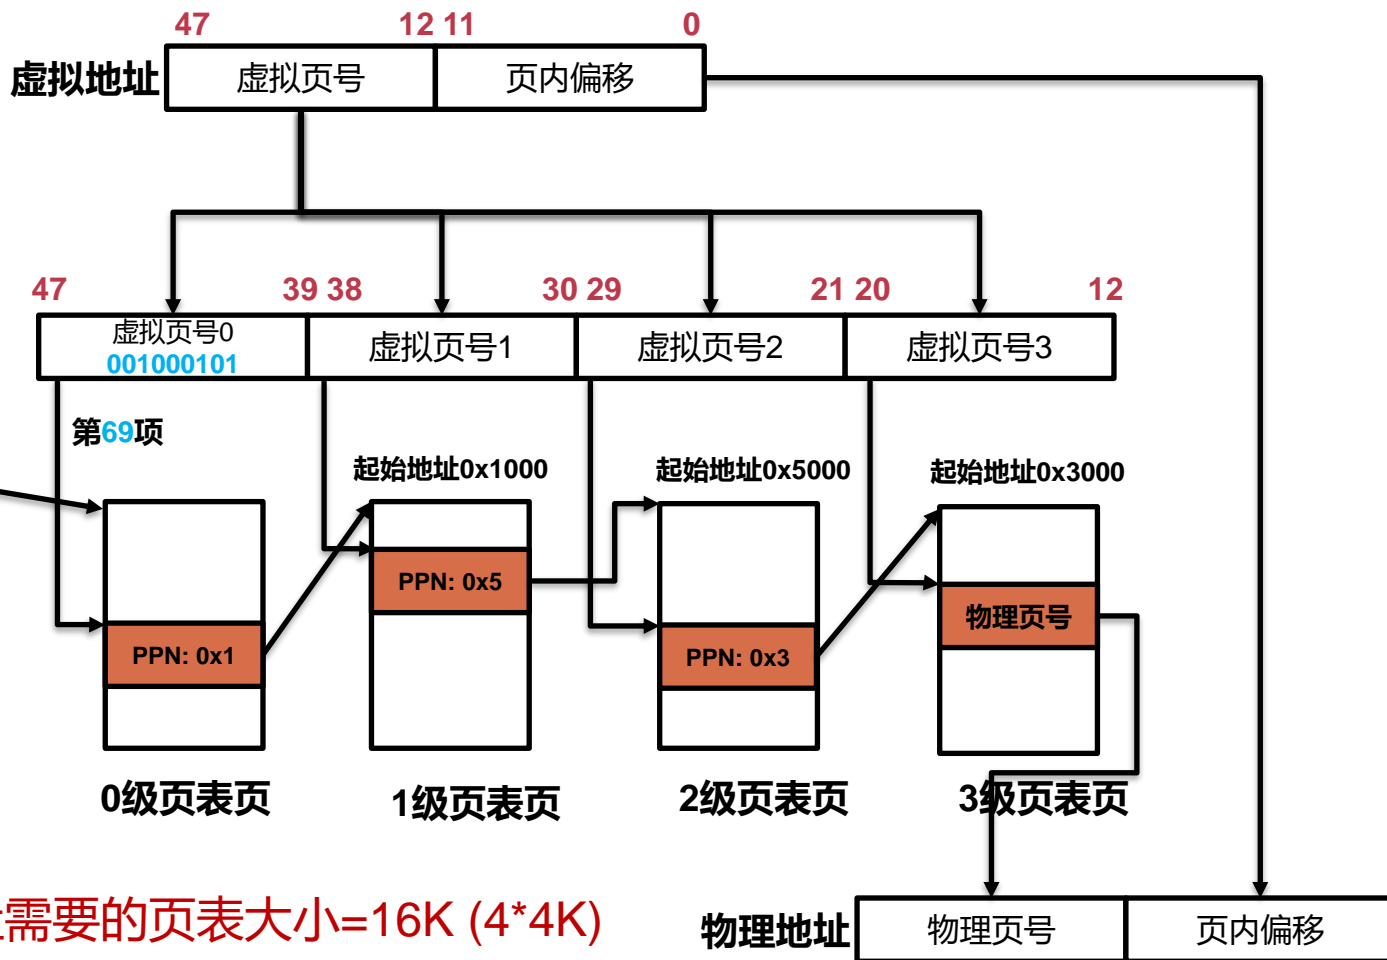 47 12 11 0
虚拟地址 虚拟页号 页内偏移
47 39 38 30 29 21 20 12
虚拟页号0 虚拟页号1 虚拟页号2 虚拟页号3
001000101
第69项
起始地址0x1000 起始地址0x5000 起始地址0x3000
PPN: 0x5
物理页号
PPN: 0x1 PPN: 0x3
0级页表页 1级页表页 2级页表页 3级页表页
需要的页表大小=16K (4*4K)
物理地址 物理页号 页内偏移